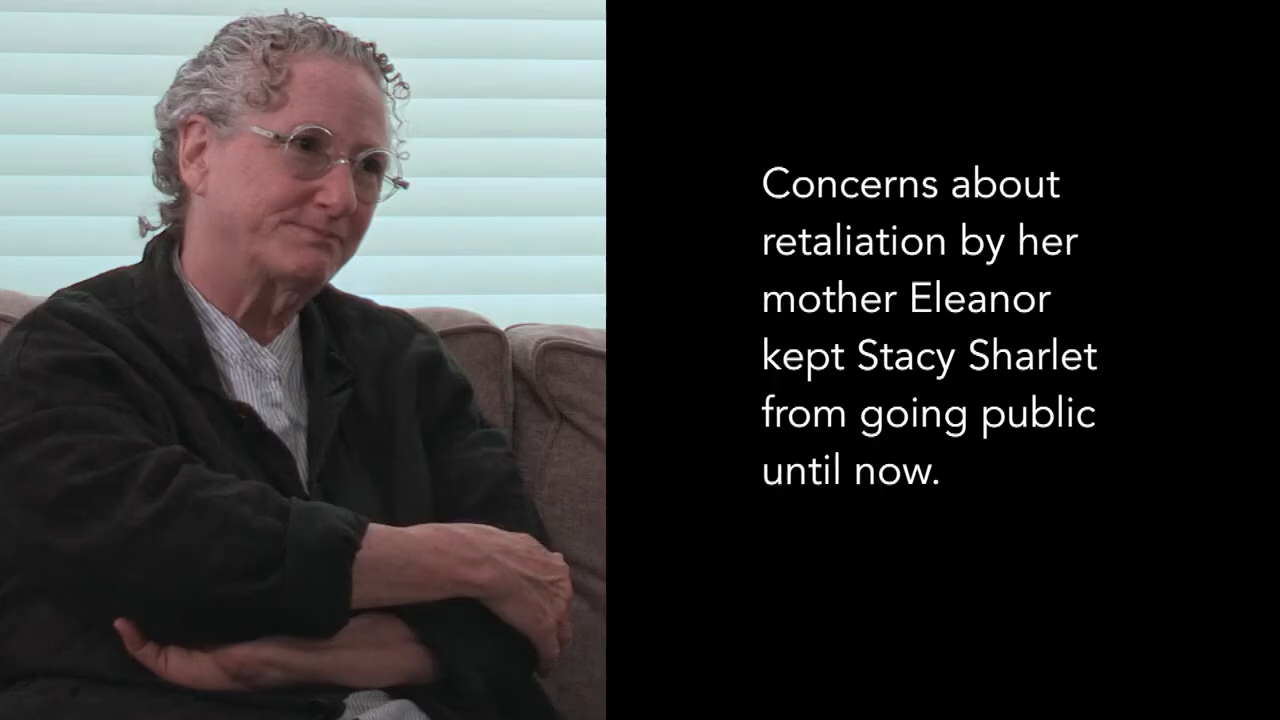 Concerns about
retaliation by her
mother Eleanor
kept Stacy Sharlet
from going public
until now.